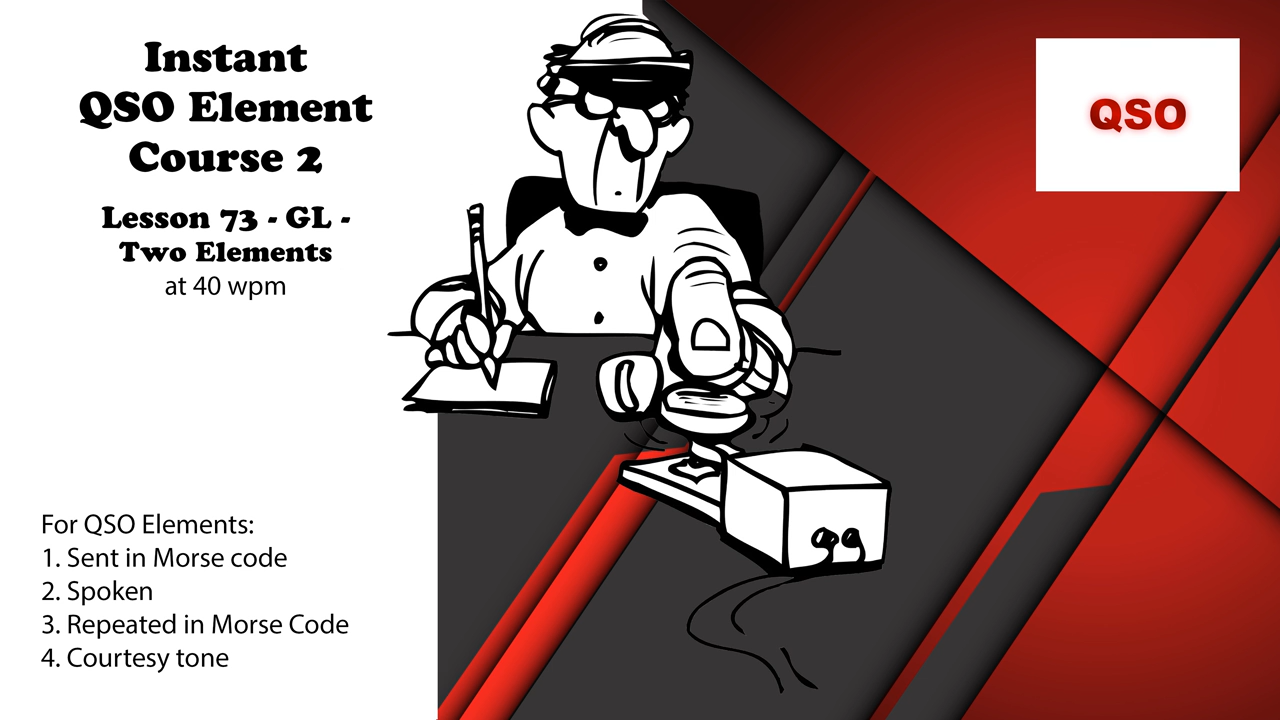 Instant
QSO Element
Course 2
Lesson 73 - GL -
Two Elements
at 40 wpm
QSO
For QSO Elements:
1. Sent in Morse code
2. Spoken
3. Repeated in Morse Code
4. Courtesy tone